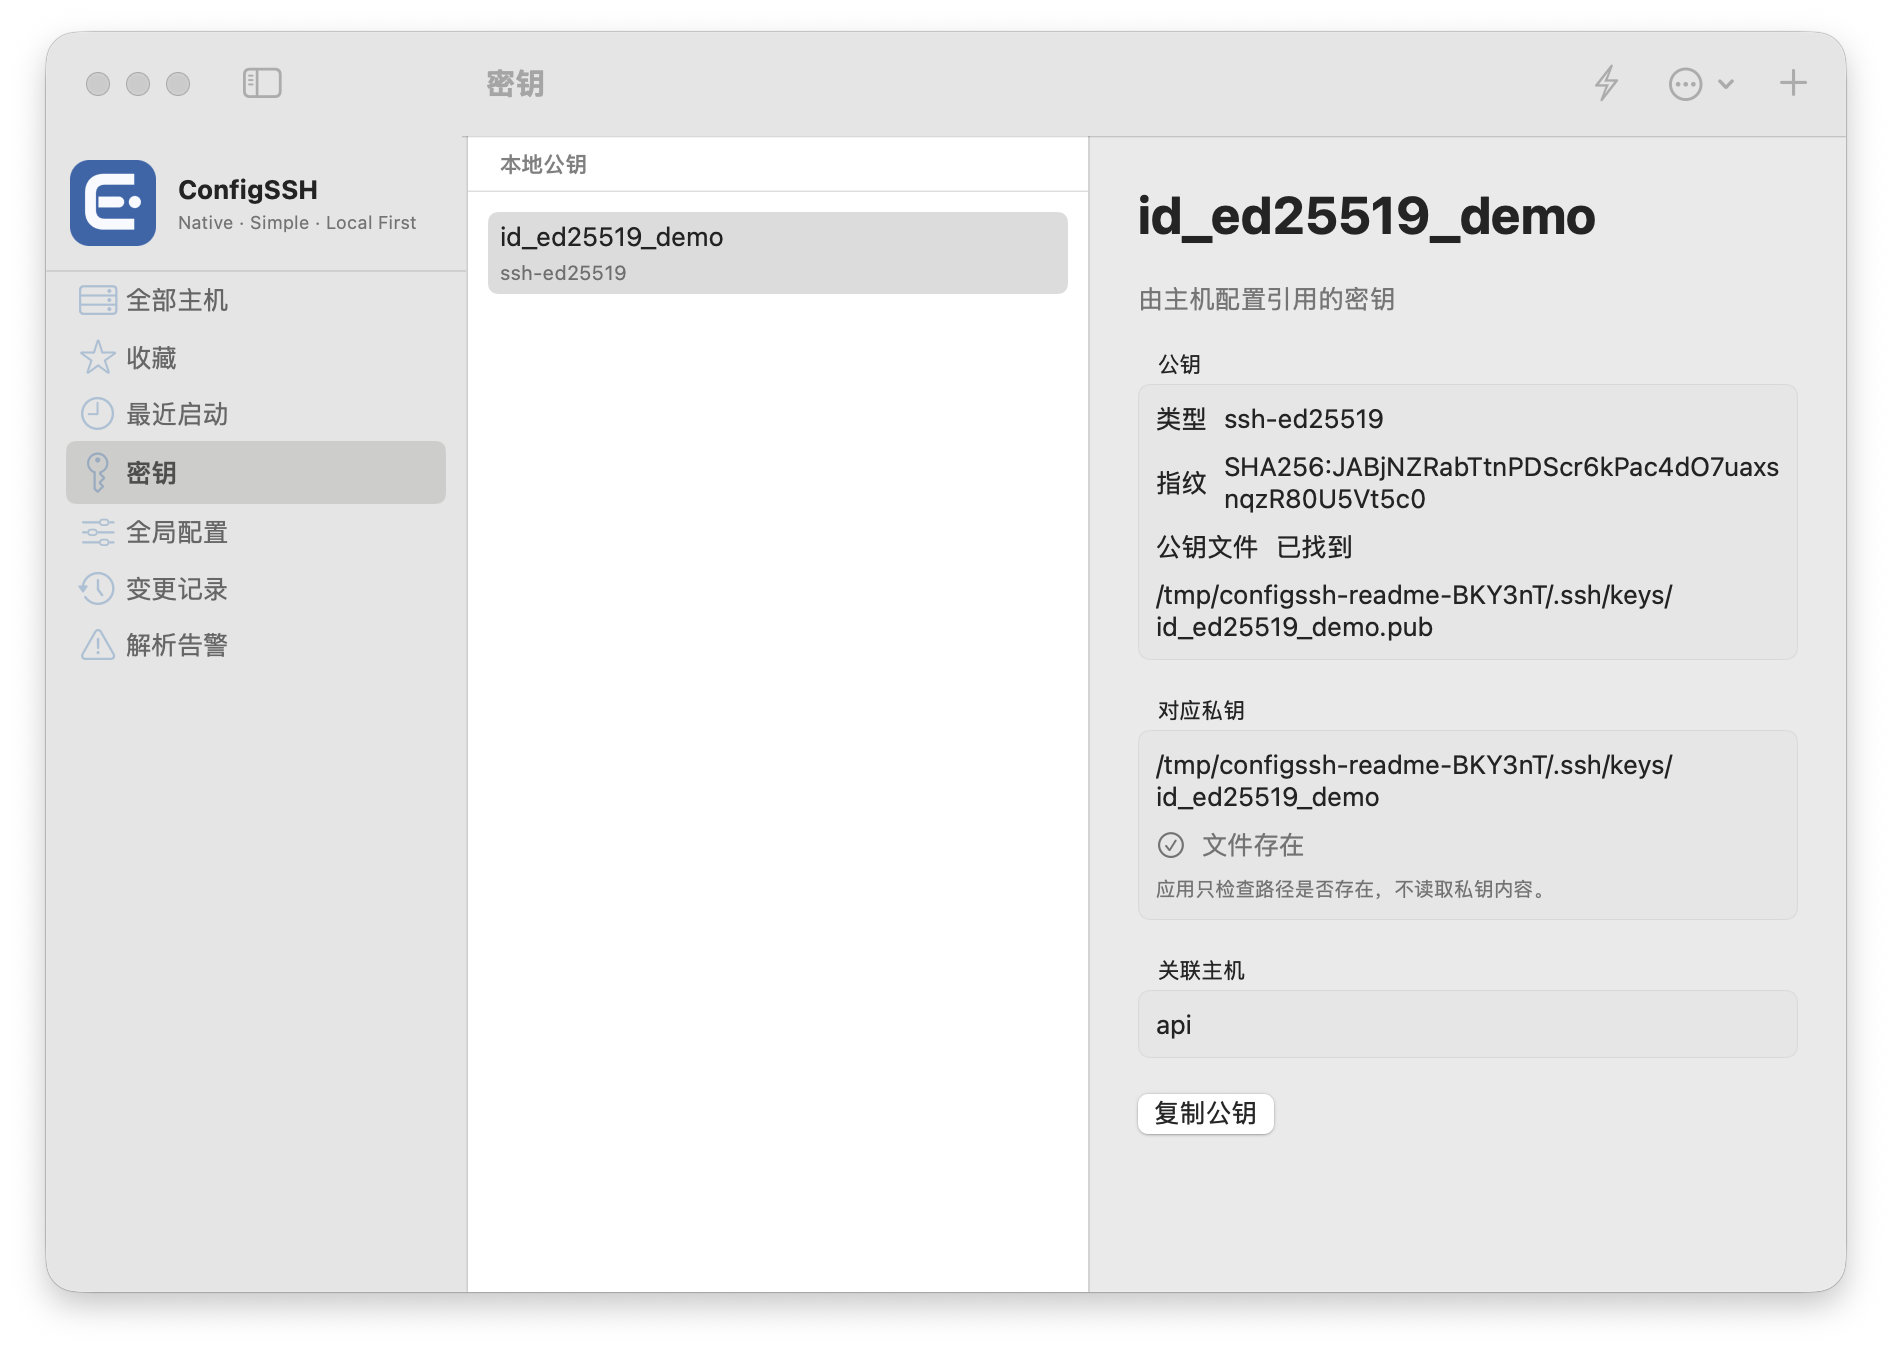 密钥
ConfigSSH
Native · Simple · Local First
全部主机
收藏
最近启动
密钥
全局配置
变更记录
解析告警
本地公钥
id_ed25519_demo
ssh-ed25519
id_ed25519_demo
由主机配置引用的密钥
公钥
类型 ssh-ed25519
指纹 SHA256:JABjNZRabTtnPDScr6kPac4dO7uaxs
nqzR80U5Vt5c0
公钥文件 已找到
/tmp/configssh-readme-BKY3nT/.ssh/keys/
id_ed25519_demo.pub
对应私钥
/tmp/configssh-readme-BKY3nT/.ssh/keys/
id_ed25519_demo
文件存在
应用只检查路径是否存在，不读取私钥内容。
关联主机
api
复制公钥